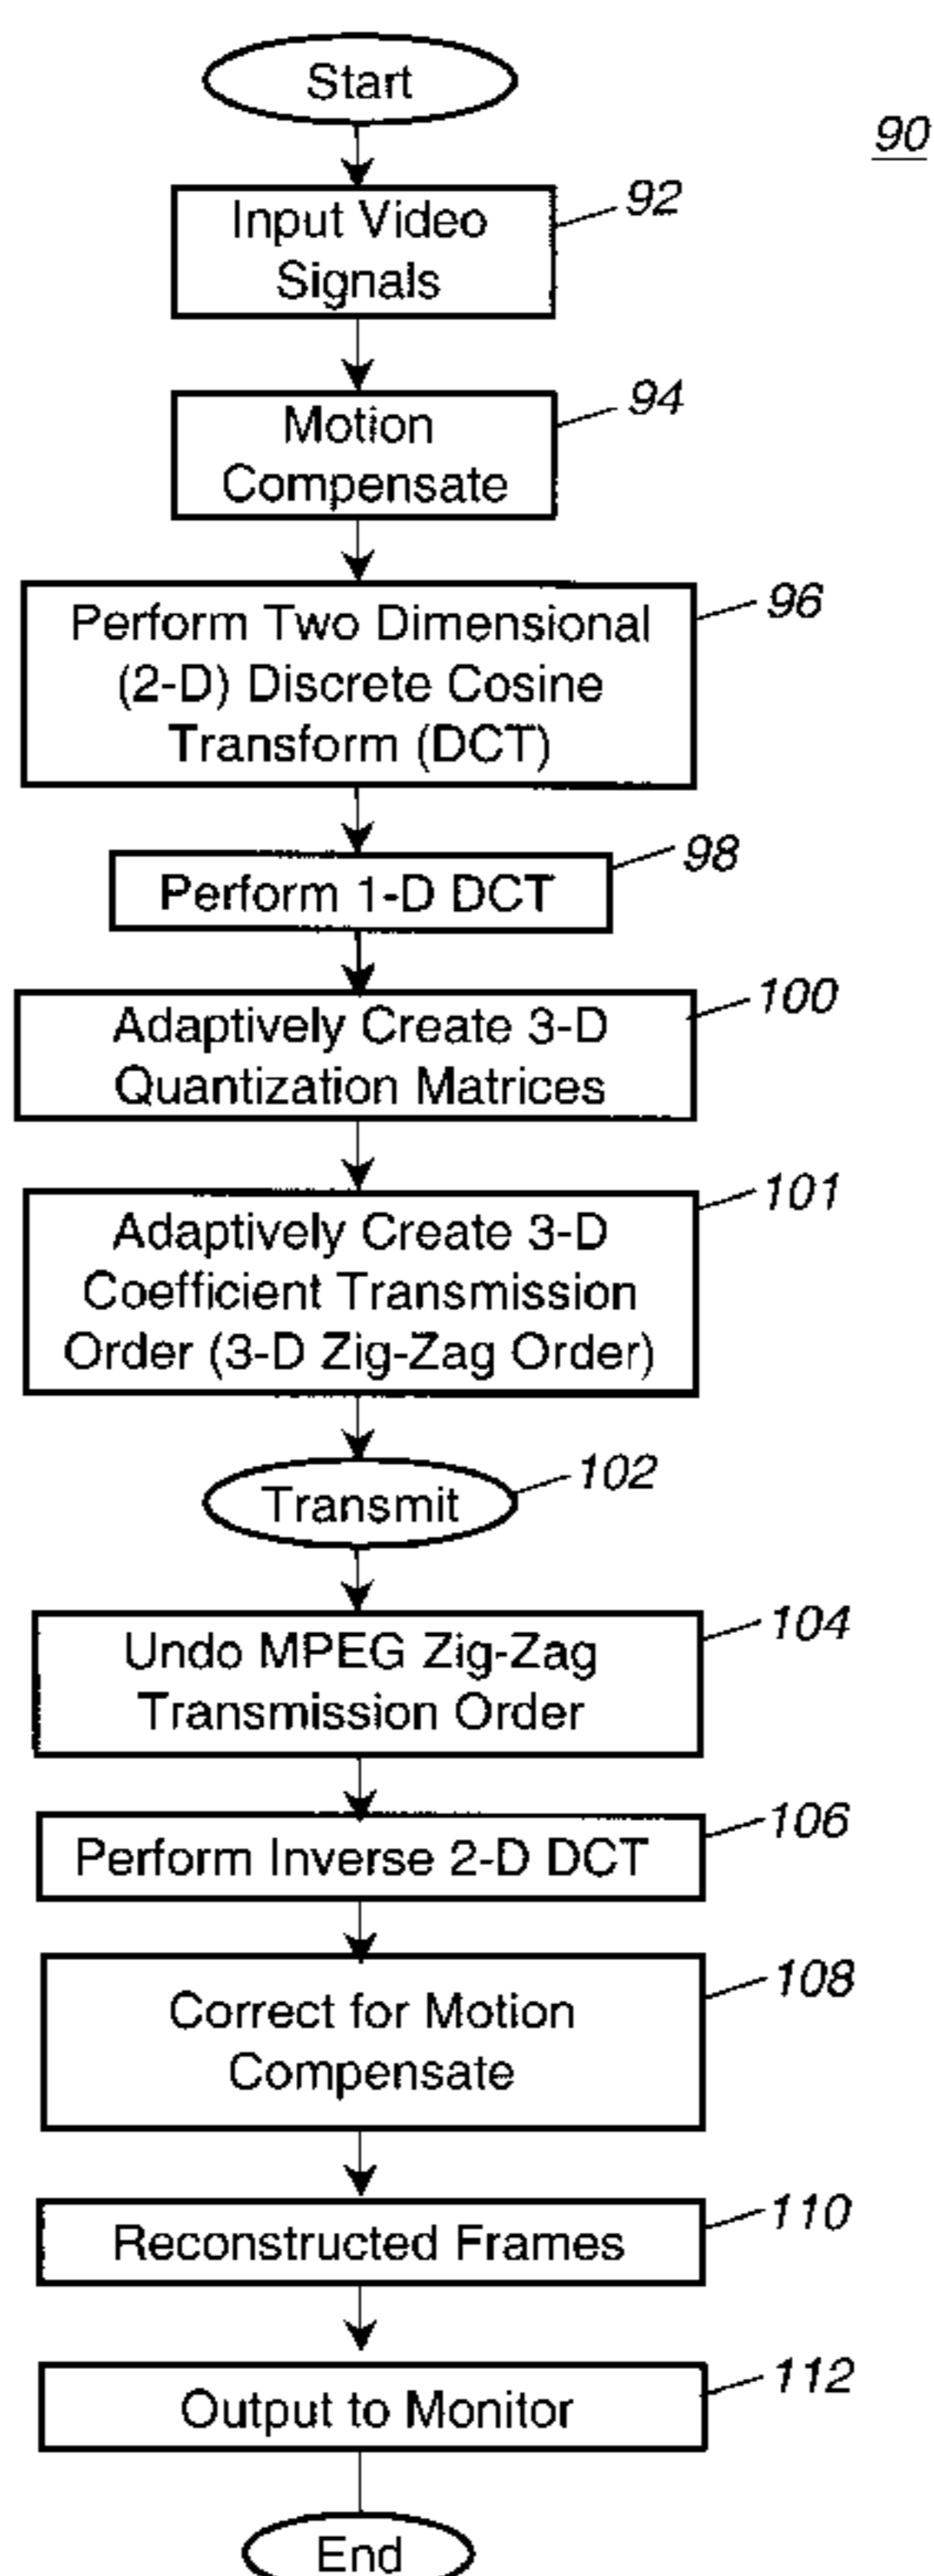 Start
90
Input Video
Signals
92
Motion
Compensate
94
Perform Two Dimensional
(2-D) Discrete Cosine
Transform (DCT)
96
Perform 1-D DCT
98
Adaptively Create 3-D
Quantization Matrices
100
Adaptively Create 3-D
Coefficient Transmission
Order (3-D Zig-Zag Order)
101
Transmit
102
Undo MPEG Zig-Zag
Transmission Order
104
Perform Inverse 2-D DCT
106
Correct for Motion
Compensate
108
Reconstructed Frames
110
Output to Monitor
112
End